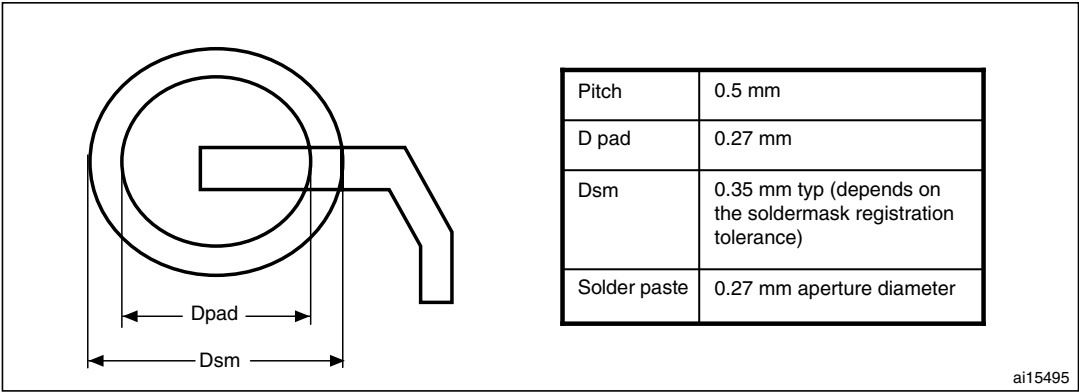 Dpad
Dsm
Pitch 0.5 mm
D pad 0.27 mm
Dsm 0.35 mm typ (depends on
the soldermask registration
tolerance)
Solder paste 0.27 mm aperture diameter
ai15495